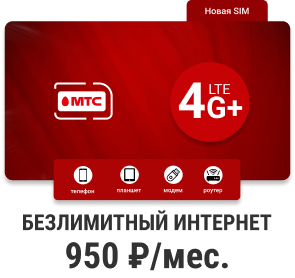 Новая SIM
МТС
4G+ LTE
телефон планшет модем роутер
БЕЗЛИМИТНЫЙ ИНТЕРНЕТ
950 ₽/мес.